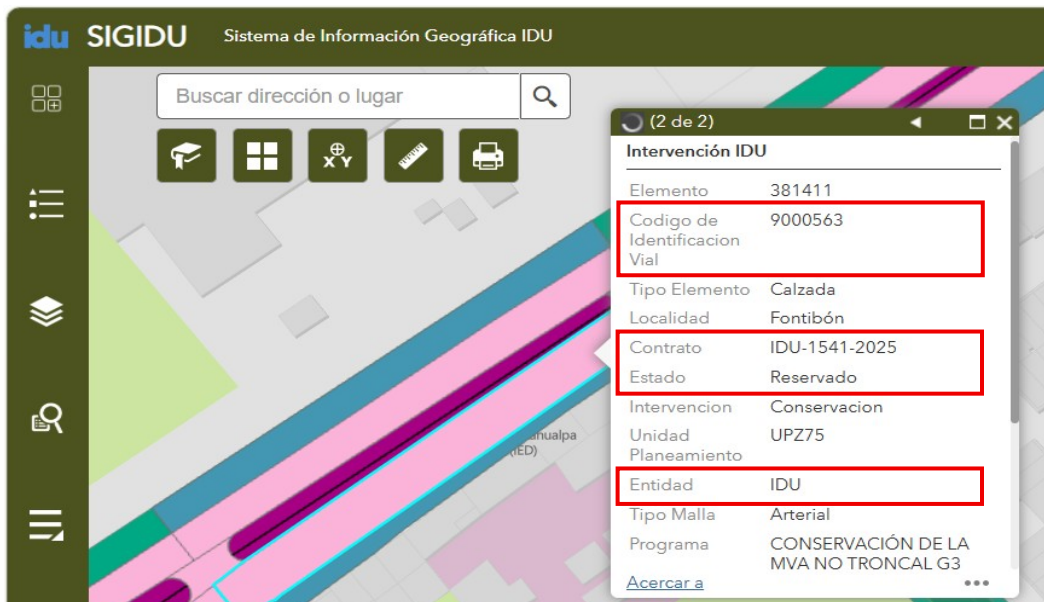 idu SIGIDU Sistema de Información Geográfica IDU
Buscar dirección o lugar
X Y
(2 de 2)
Intervención IDU
Elemento 381411
Codigo de 9000563
Identificacion
Vial
Tipo Elemento Calzada
Localidad Fontibón
Contrato IDU-1541-2025
Estado Reservado
Intervencion Conservacion
Unidad UPZ75
Planeamiento
Entidad IDU
Tipo Malla Arterial
Programa CONSERVACIÓN DE LA
MVA NO TRONCAL G3
Acercar a
(IED)